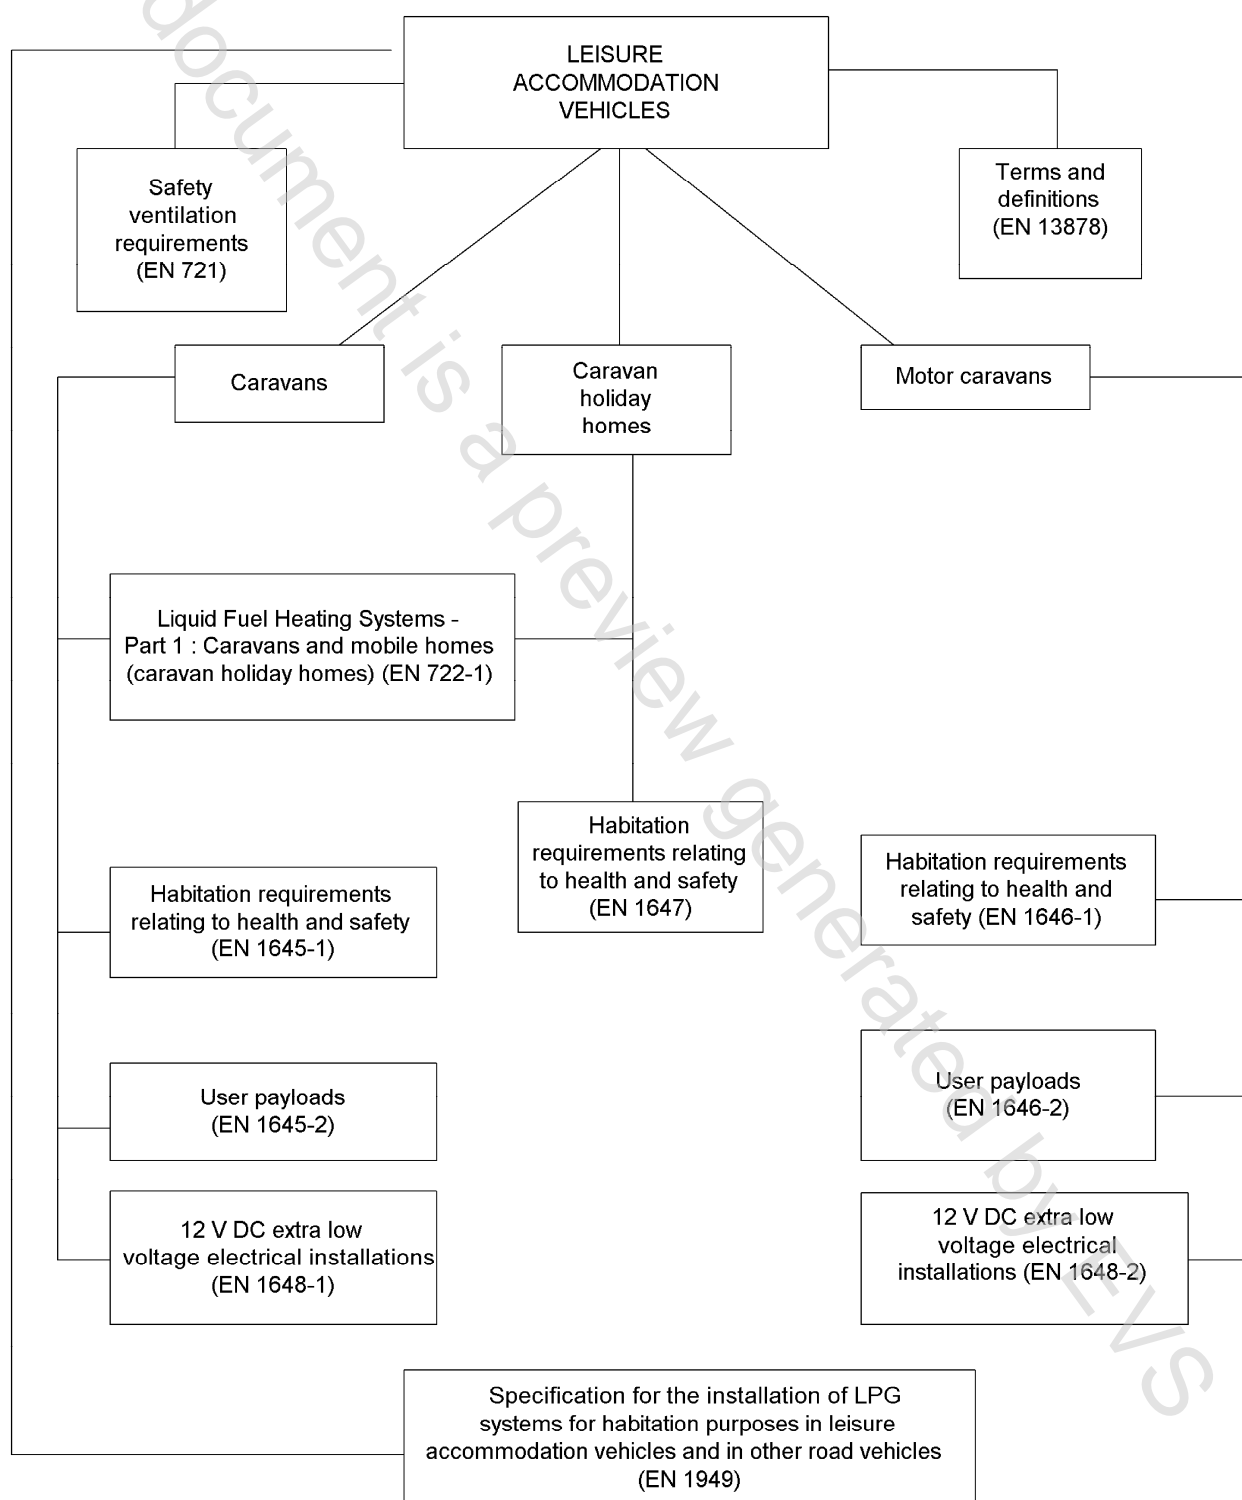 LEISURE
ACCOMMODATION
VEHICLES
Safety
ventilation
requirements
(EN 721)
Terms and
definitions
(EN 13878)
Caravans
Caravan
holiday
homes
Motor caravans
Liquid Fuel Heating Systems -
Part 1 : Caravans and mobile homes
(caravan holiday homes) (EN 722-1)
Habitation
requirements relating
to health and safety
(EN 1647)
Habitation requirements
relating to health and
safety (EN 1646-1)
Habitation requirements
relating to health and safety
(EN 1645-1)
User payloads
(EN 1645-2)
User payloads
(EN 1646-2)
12 V DC extra low
voltage electrical installations
(EN 1648-1)
12 V DC extra low
voltage electrical
installations (EN 1648-2)
Specification for the installation of LPG
systems for habitation purposes in leisure
accommodation vehicles and in other road vehicles
(EN 1949)
document is a preview generated by EVS